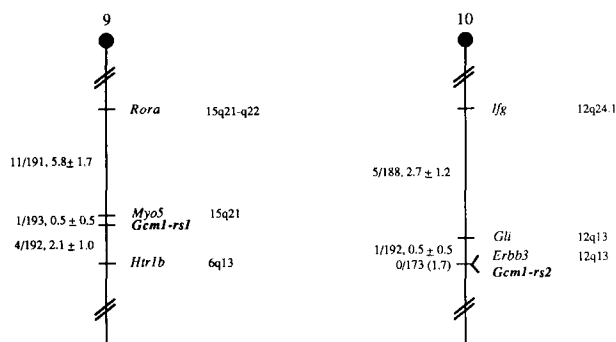 9
10
Rora 15q21-q22
Ifg 12q24.1
11/191, 5.8 ± 1.7
5/188, 2.7 ± 1.2
Myo5 15q21
1/193, 0.5 ± 0.5
Gcm1-rs1
4/192, 2.1 ± 1.0
Htr1b 6q13
Gli 12q13
1/192, 0.5 ± 0.5
Erbb3 12q13
0/173 (1.7)
Gcm1-rs2